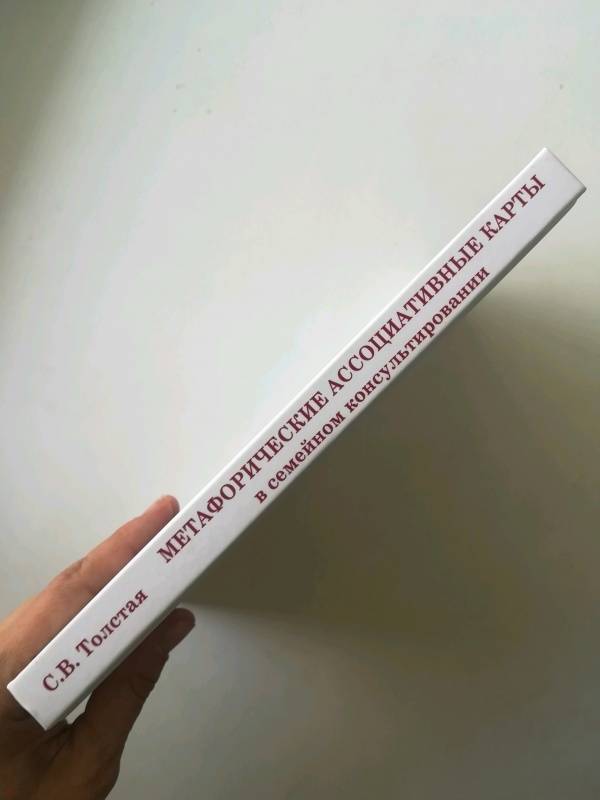 С.В. Толстая
МЕТАФОРИЧЕСКИЕ АССОЦИАТИВНЫЕ КАРТЫ
в семейном консультировании